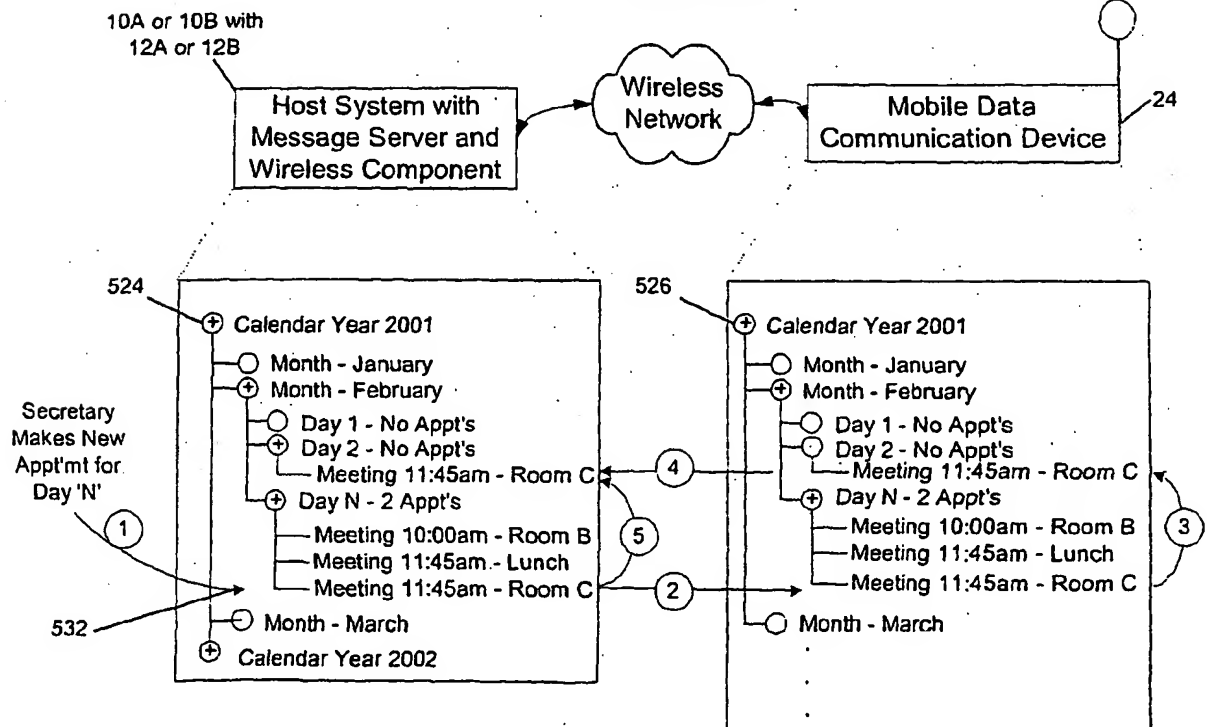 10A or 10B with
12A or 12B
Host System with
Message Server and
Wireless Component
Wireless
Network
Mobile Data
Communication Device
24
524
Calendar Year 2001
Month - January
Month - February
Day 1 - No Appt's
Day 2 - No Appt's
Meeting 11:45am - Room C
Day N - 2 Appt's
Meeting 10:00am - Room B
Meeting 11:45am - Lunch
Meeting 11:45am - Room C
Month - March
Calendar Year 2002
Secretary
Makes New
Appt'mt for
Day 'N'
1
532
4
5
2
526
Calendar Year 2001
Month - January
Month - February
Day 1 - No Appt's
Day 2 - No Appt's
Meeting 11:45am - Room C
Day N - 2 Appt's
Meeting 10:00am - Room B
Meeting 11:45am - Lunch
Meeting 11:45am - Room C
Month - March
3